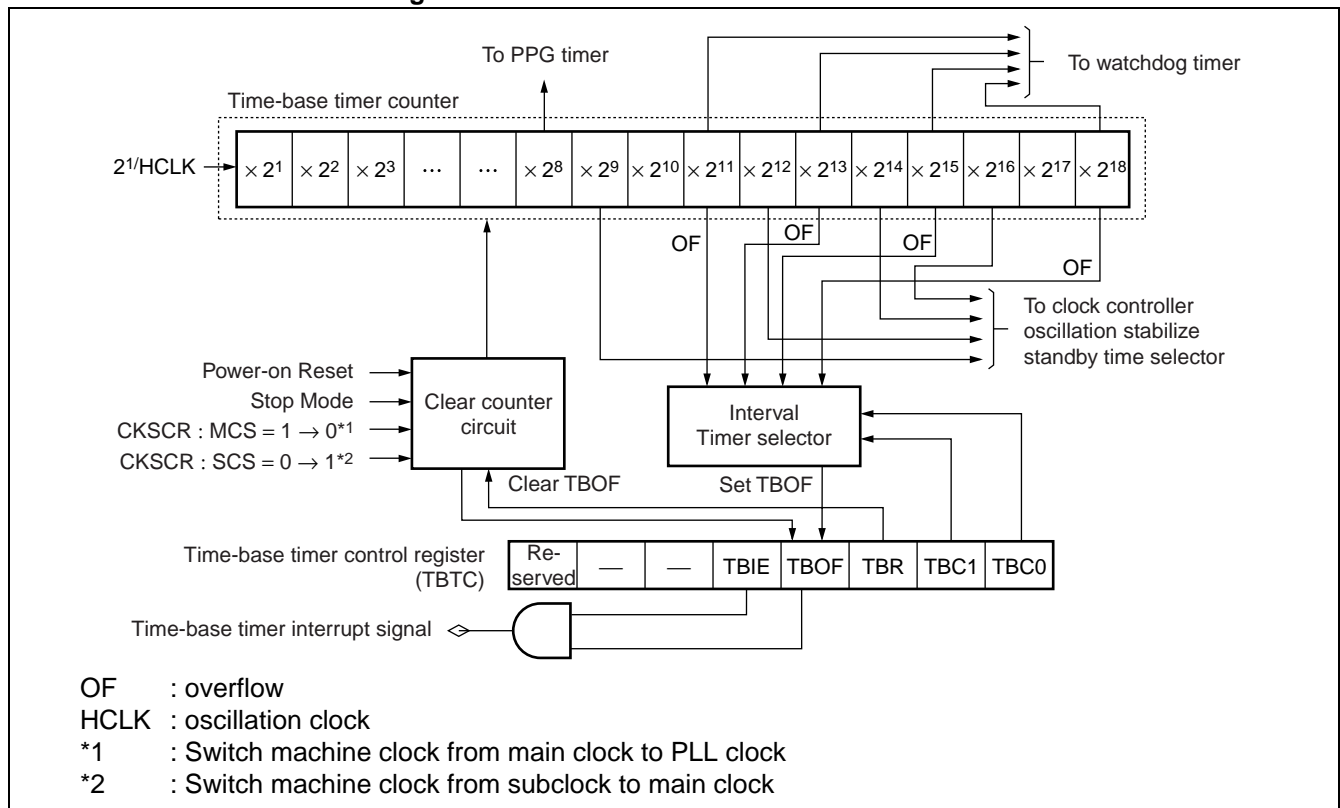 To PPG timer
To watchdog timer
Time-base timer counter
2¹/HCLK
× 2¹ × 2² × 2³ ... ... × 2⁸ × 2⁹ × 2¹⁰ × 2¹¹ × 2¹² × 2¹³ × 2¹⁴ × 2¹⁵ × 2¹⁶ × 2¹⁷ × 2¹⁸
OF
OF
OF
OF
To clock controller
oscillation stabilize
standby time selector
Power-on Reset
Stop Mode
CKSCR : MCS = 1 → 0*1
CKSCR : SCS = 0 → 1*2
Clear counter
circuit
Interval
Timer selector
Clear TBOF
Set TBOF
Time-base timer control register
(TBTC)
Re-
served
— — TBIE TBOF TBR TBC1 TBC0
Time-base timer interrupt signal
OF : overflow
HCLK : oscillation clock
*1 : Switch machine clock from main clock to PLL clock
*2 : Switch machine clock from subclock to main clock